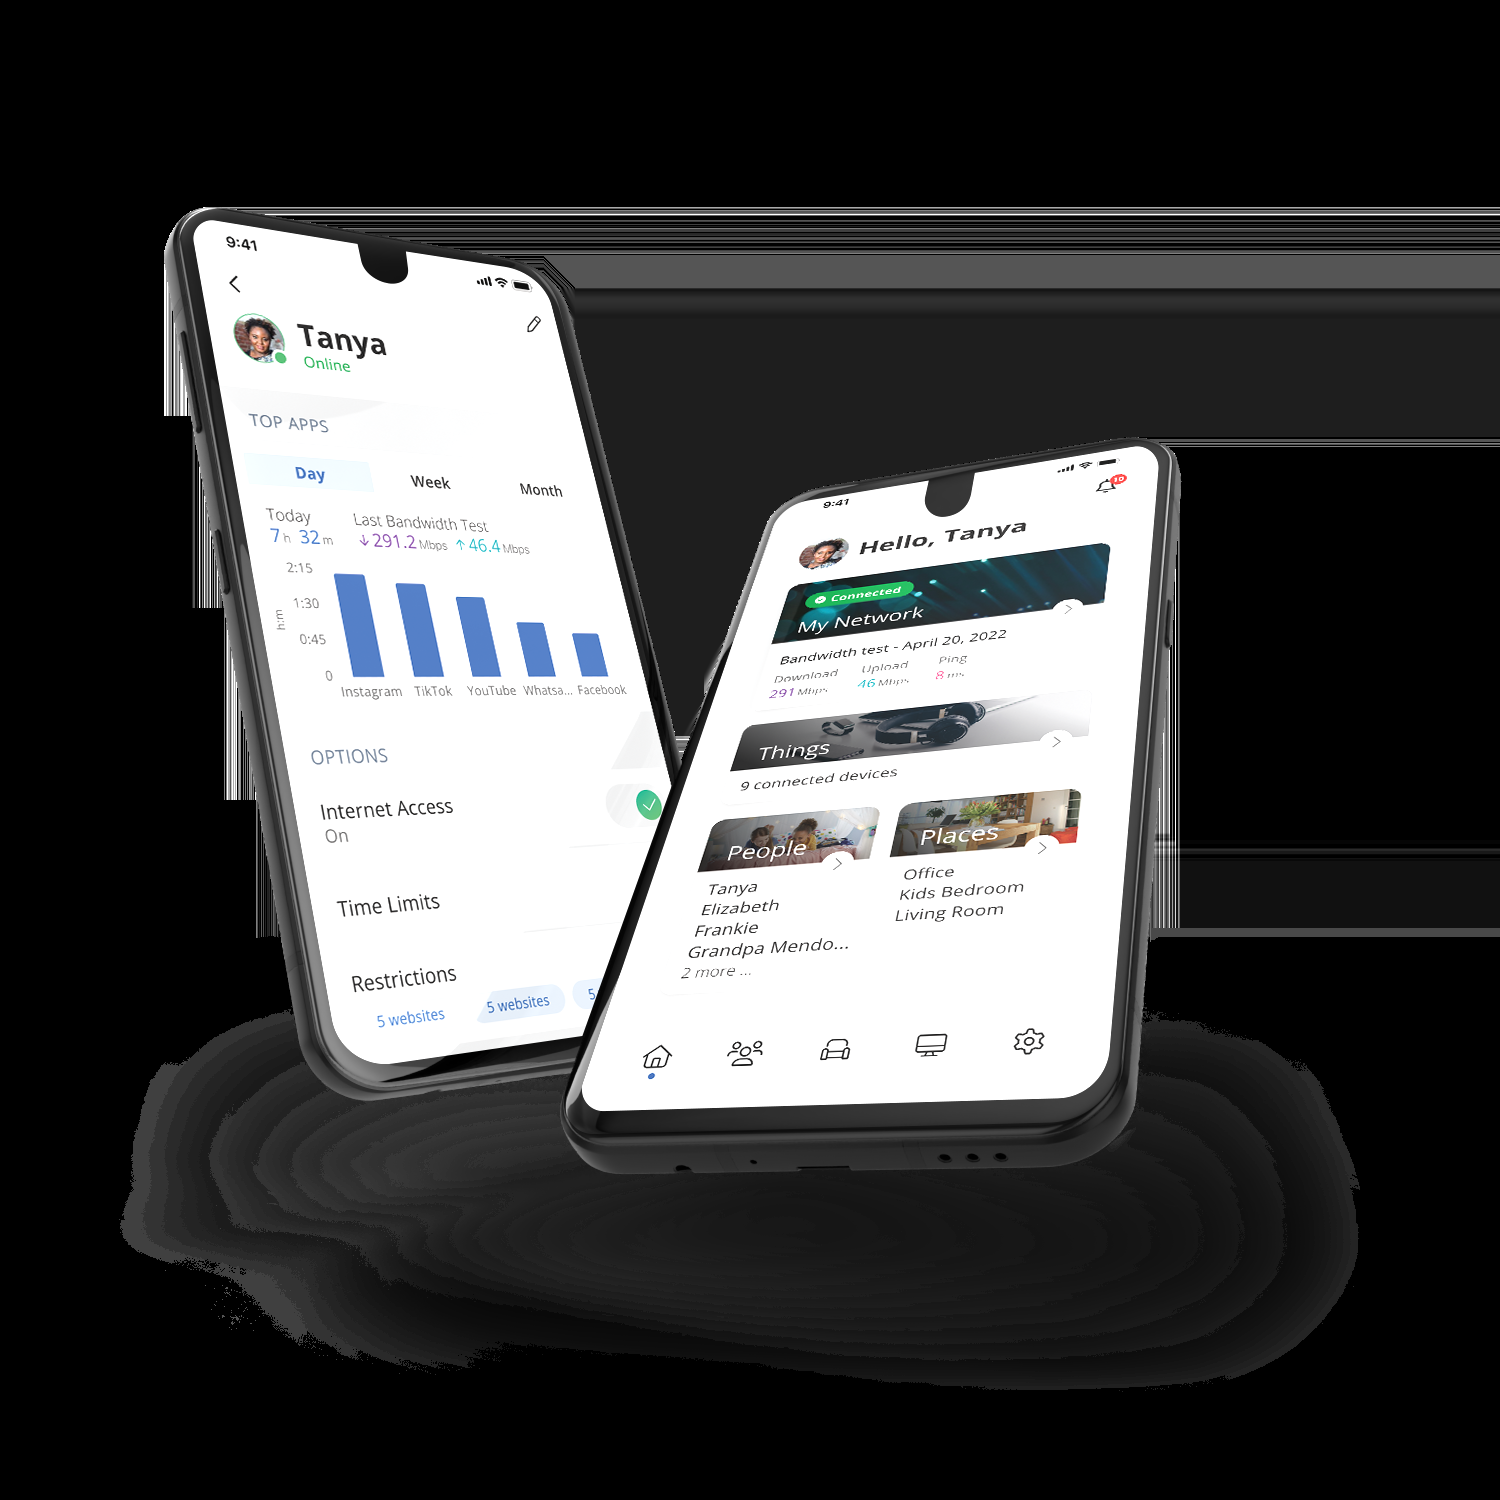 9:41
Tanya
Online
TOP APPS
Day Week Month
Today Last Bandwidth Test
7 h 32 m ↓ 291.2 Mbps ↑ 46.4 Mbps
2:15
1:30
0:45
0
h:m
Instagram TikTok YouTube Whatsa... Facebook
OPTIONS
Internet Access
On
Time Limits
Restrictions
5 websites 5 websites 5
9:41
10
Hello, Tanya
Connected
My Network
Bandwidth test - April 20, 2022
Download Upload Ping
291 Mbps 46 Mbps 8 ms
Things
9 connected devices
People
Tanya
Elizabeth
Frankie
Grandpa Mendo...
2 more ...
Places
Office
Kids Bedroom
Living Room